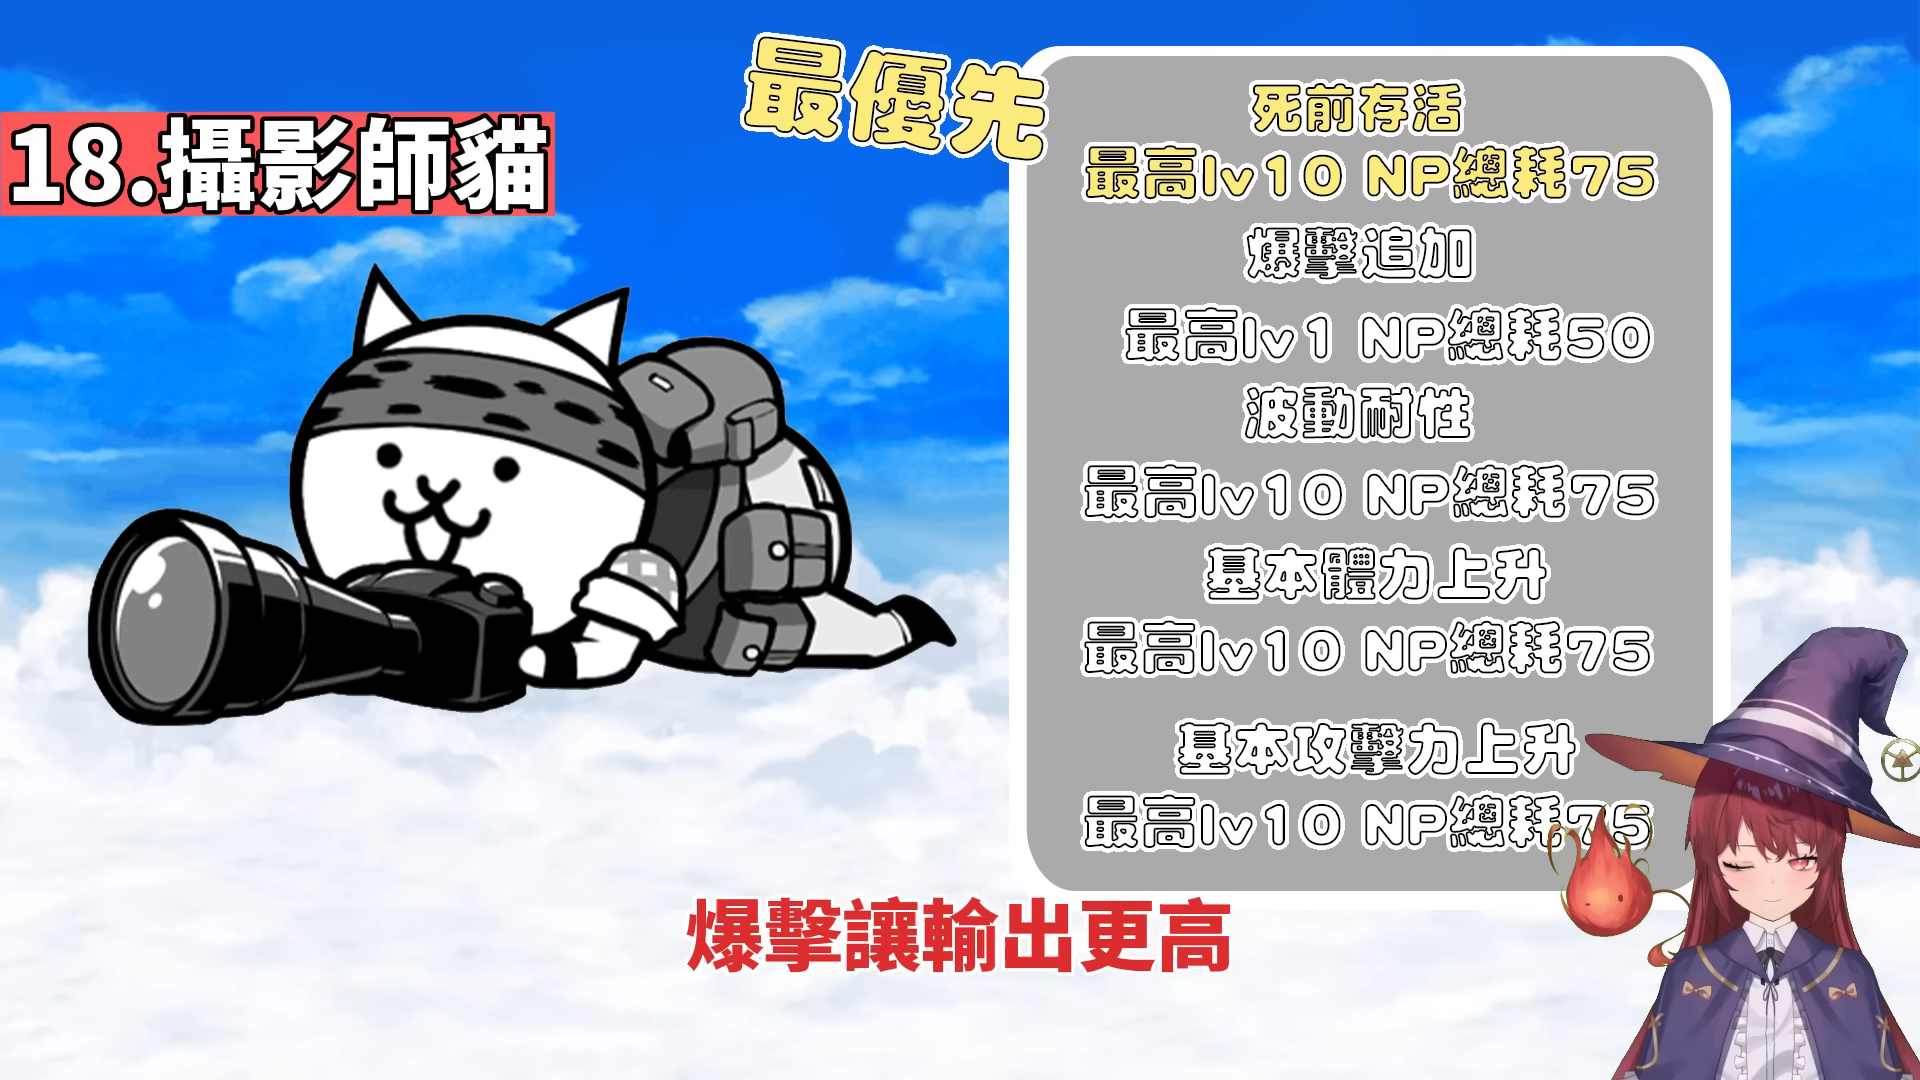 18.攝影師貓
最優先
死前存活
最高lv10 NP總耗75
爆擊追加
最高lv1 NP總耗50
波動耐性
最高lv10 NP總耗75
基本體力上升
最高lv10 NP總耗75
基本攻擊力上升
最高lv10 NP總耗75
爆擊讓輸出更高